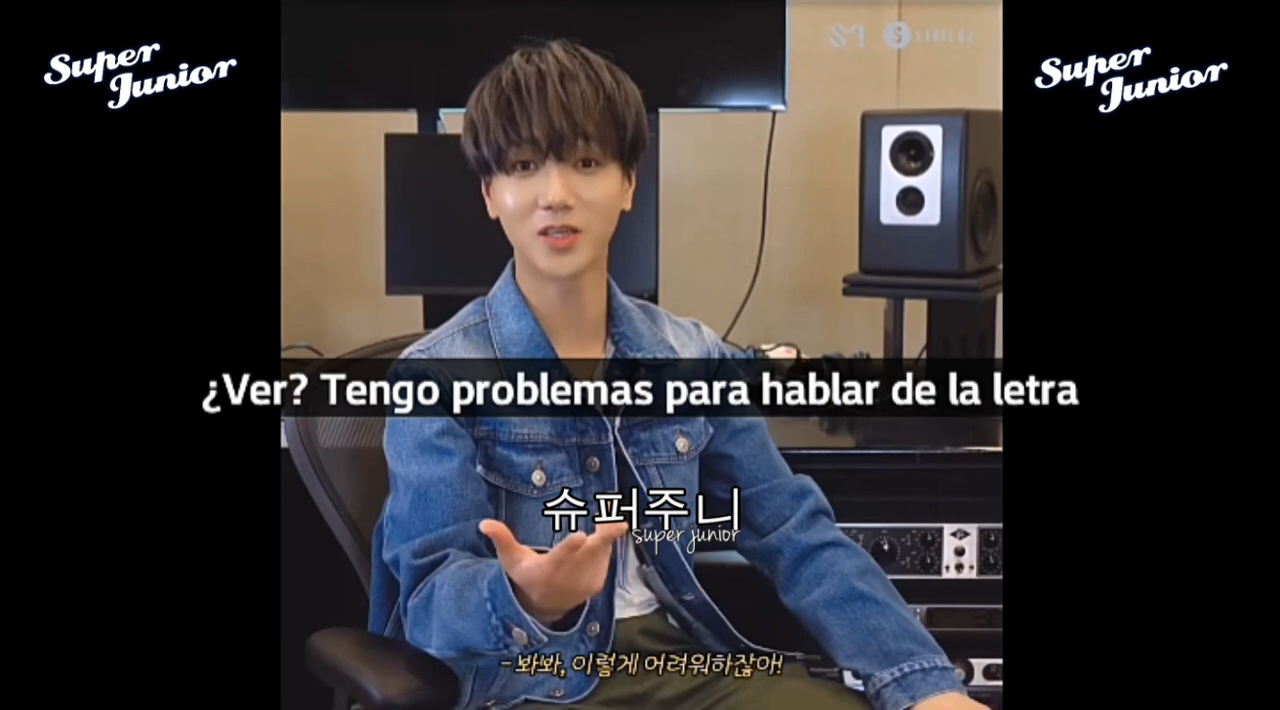 Super
Junior
SM
Super
Junior
¿Ver? Tengo problemas para hablar de la letra
슈퍼주니
super junior
- 봐봐, 이렇게 어려워하잖아!